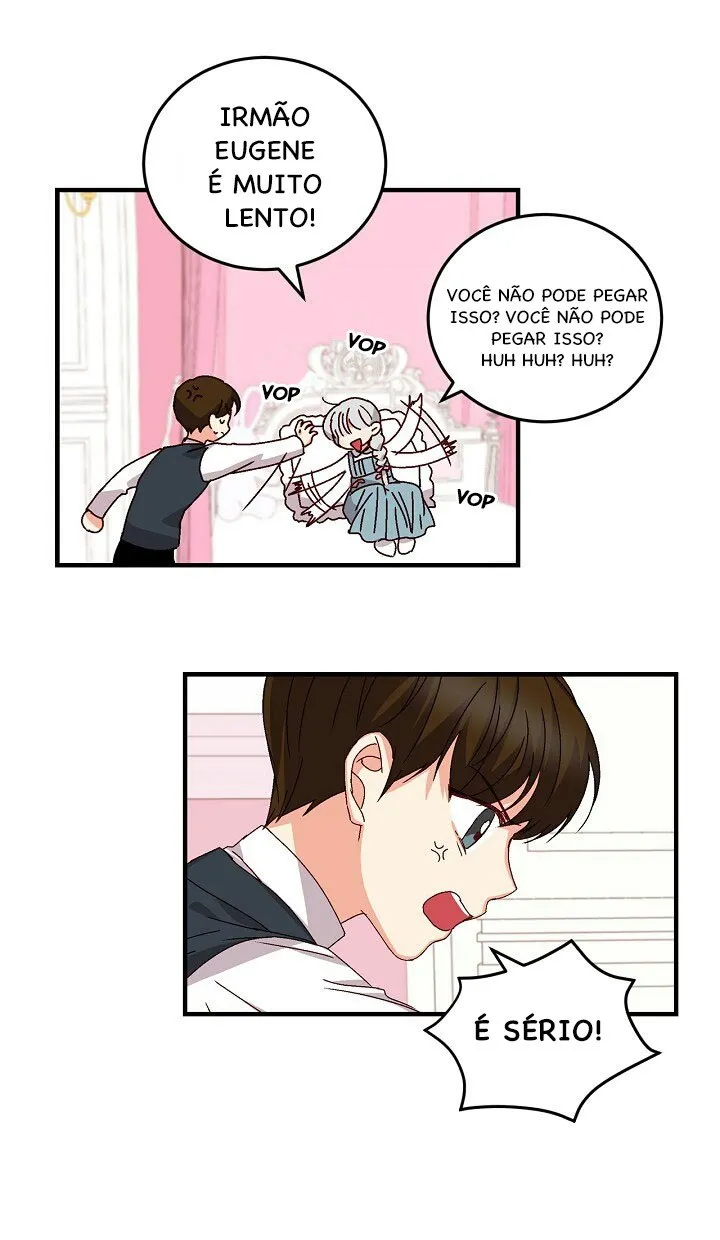 IRMÃO
EUGENE
É MUITO
LENTO!
VOCÊ NÃO PODE PEGAR
ISSO? VOCÊ NÃO PODE
PEGAR ISSO?
HUH HUH? HUH?
VOP
VOP
VOP
É SÉRIO!